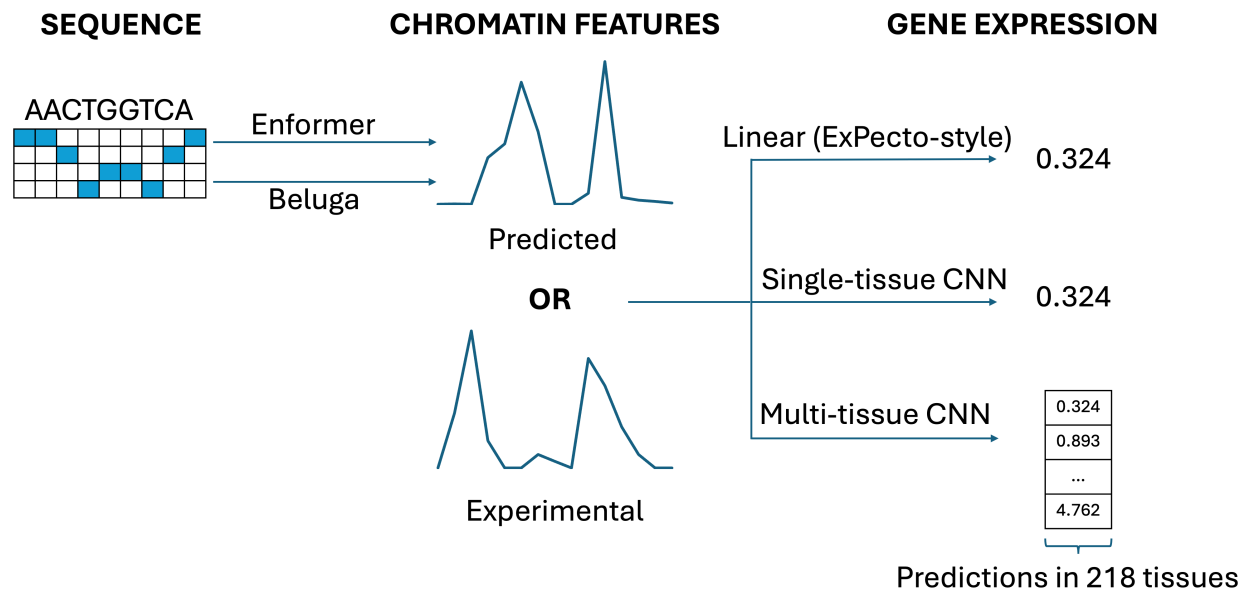 SEQUENCE
CHROMATIN FEATURES
GENE EXPRESSION
AACTGGTCA
Enformer
Beluga
Predicted
OR
Experimental
Linear (ExPecto-style)
0.324
Single-tissue CNN
0.324
Multi-tissue CNN
0.324
0.893
...
4.762
Predictions in 218 tissues